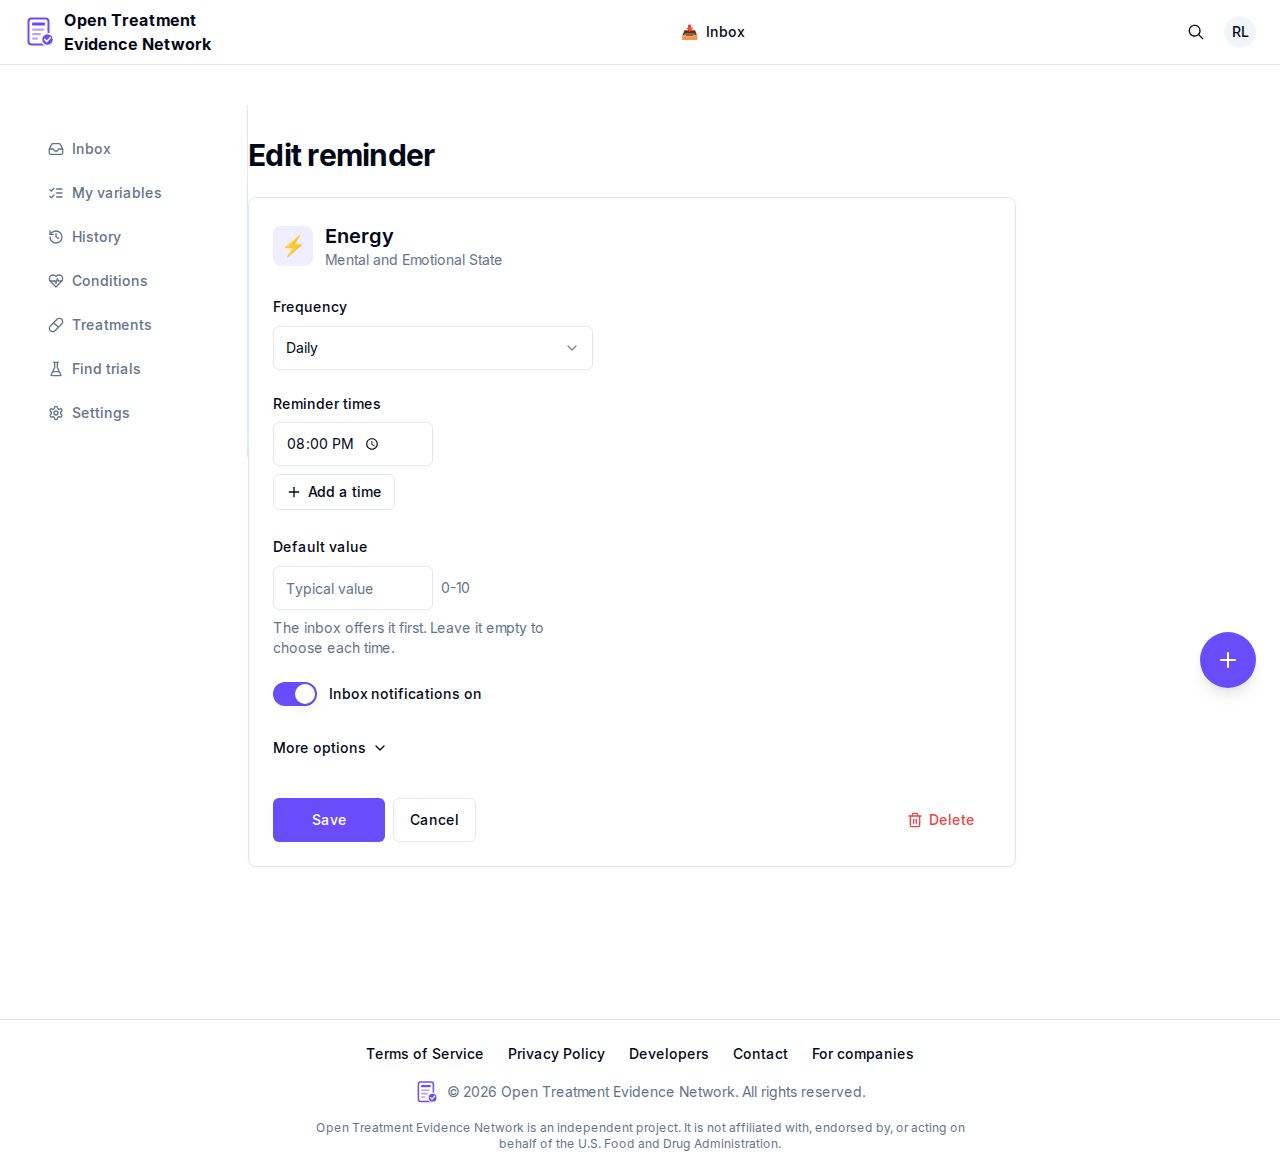 Open Treatment
Evidence Network
Inbox
RL
Inbox
My variables
History
Conditions
Treatments
Find trials
Settings
Edit reminder
Energy
Mental and Emotional State
Frequency
Daily
Reminder times
08:00 PM
Add a time
Default value
Typical value
0-10
The inbox offers it first. Leave it empty to
choose each time.
Inbox notifications on
More options
Save
Cancel
Delete
Terms of Service
Privacy Policy
Developers
Contact
For companies
© 2026 Open Treatment Evidence Network. All rights reserved.
Open Treatment Evidence Network is an independent project. It is not affiliated with, endorsed by, or acting on
behalf of the U.S. Food and Drug Administration.